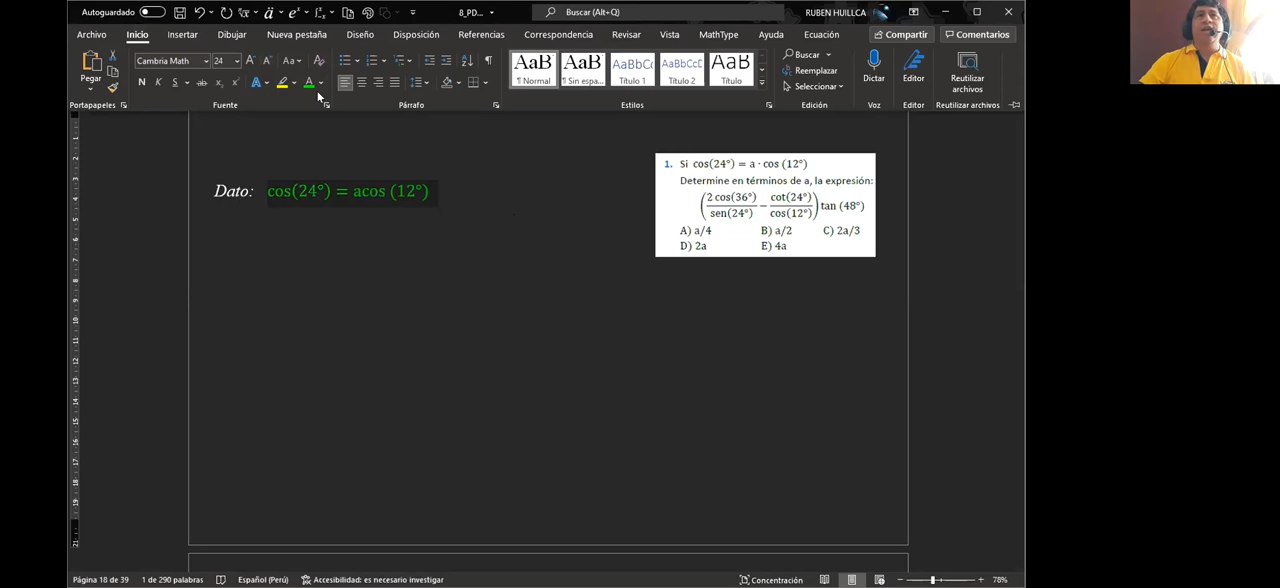 Autoguardado
8_PD...
Buscar (Alt+Q)
RUBEN HUILLCA
Archivo Inicio Insertar Dibujar Nueva pestaña Diseño Disposición Referencias Correspondencia Revisar Vista MathType Ayuda Ecuación Compartir Comentarios
Pegar
Cambria Math 24
N K S ab x x A A
AaB AaB AaBbCc AaBbCc AaB
¶ Normal ¶ Sin espa... Título 1 Título 2 Título
Buscar
Reemplazar
Seleccionar
Dictar
Editor
Reutilizar
archivos
Portapapeles Fuente Párrafo Estilos Edición Voz Editor Reutilizar archivos
Dato: cos(24°) = acos (12°)
1. Si cos(24°) = a · cos (12°)
Determine en términos de a, la expresión:
(2 cos(36°)/sen(24°) − cot(24°)/cos(12°)) tan (48°)
A) a/4 B) a/2 C) 2a/3
D) 2a E) 4a
Página 18 de 39 1 de 290 palabras Español (Perú) Accesibilidad: es necesario investigar Concentración 78%